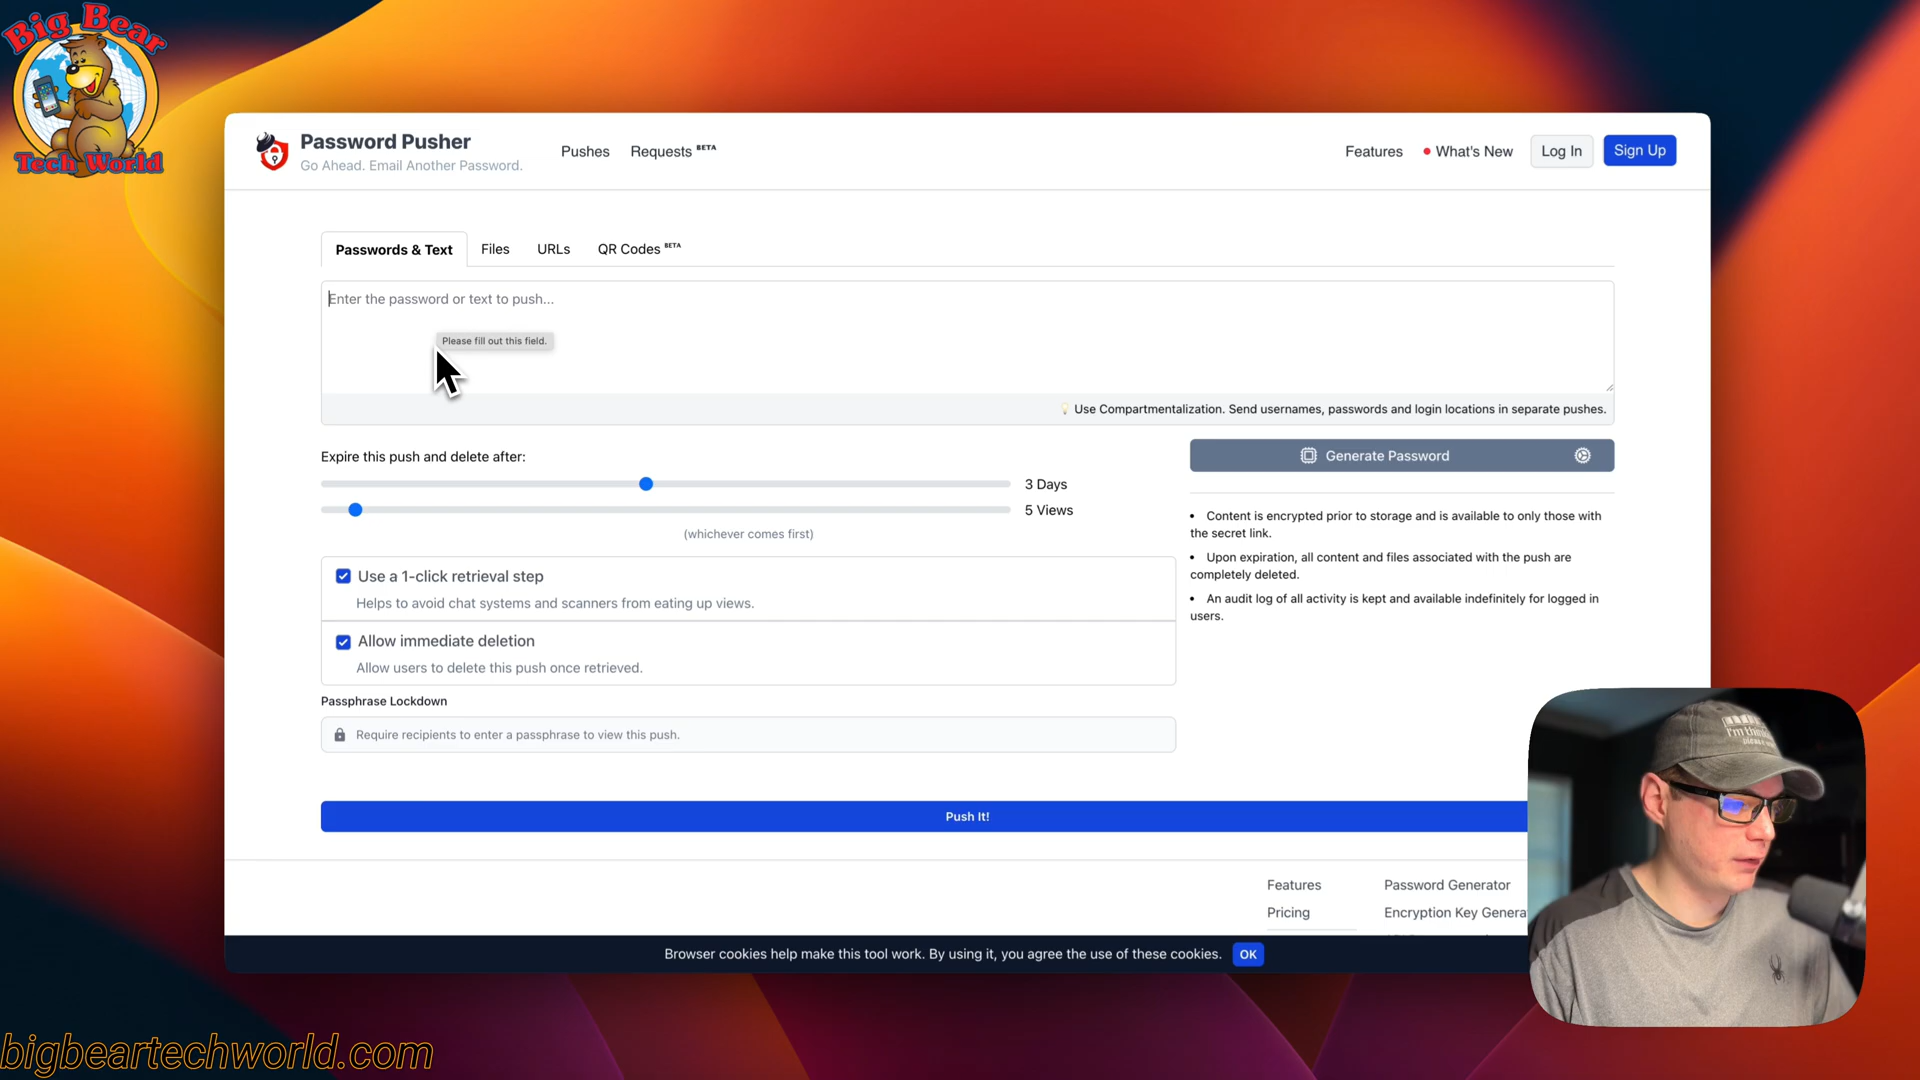 Big Bear
Tech World
Password Pusher
Go Ahead. Email Another Password.
Pushes
Requests BETA
Features
What's New
Log In
Sign Up
Passwords & Text
Files
URLs
QR Codes BETA
Enter the password or text to push...
Please fill out this field.
Use Compartmentalization. Send usernames, passwords and login locations in separate pushes.
Expire this push and delete after:
3 Days
5 Views
(whichever comes first)
Generate Password
• Content is encrypted prior to storage and is available to only those with
the secret link.
• Upon expiration, all content and files associated with the push are
completely deleted.
• An audit log of all activity is kept and available indefinitely for logged in
users.
Use a 1-click retrieval step
Helps to avoid chat systems and scanners from eating up views.
Allow immediate deletion
Allow users to delete this push once retrieved.
Passphrase Lockdown
Require recipients to enter a passphrase to view this push.
Push It!
Features
Password Generator
Pricing
Encryption Key Genera
Browser cookies help make this tool work. By using it, you agree the use of these cookies.
OK
bigbeartechworld.com